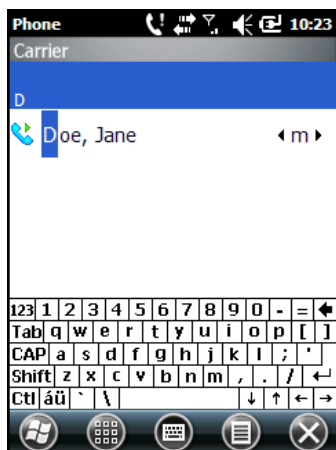 Phone 10:23
Carrier
D
Doe, Jane m
123 1 2 3 4 5 6 7 8 9 0 - =
Tab q w e r t y u i o p [ ]
CAP a s d f g h j k l ; '
Shift z x c v b n m , . /
Ctl áü ` \